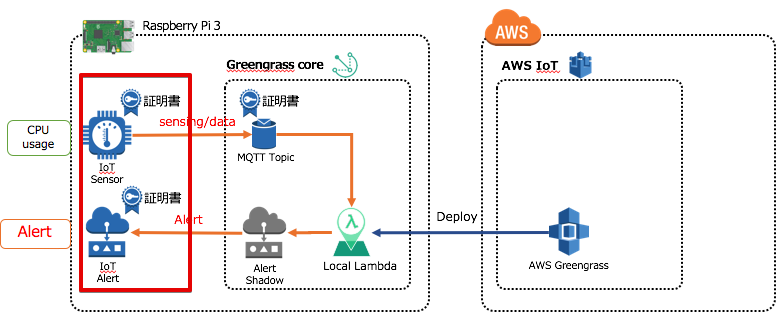 Raspberry Pi 3
AWS
Greengrass core
AWS IoT
証明書
証明書
sensing/data
CPU
usage
MQTT Topic
IoT
Sensor
証明書
Alert
Alert
Deploy
IoT
Alert
Alert
Shadow
λ
Local Lambda
AWS Greengrass